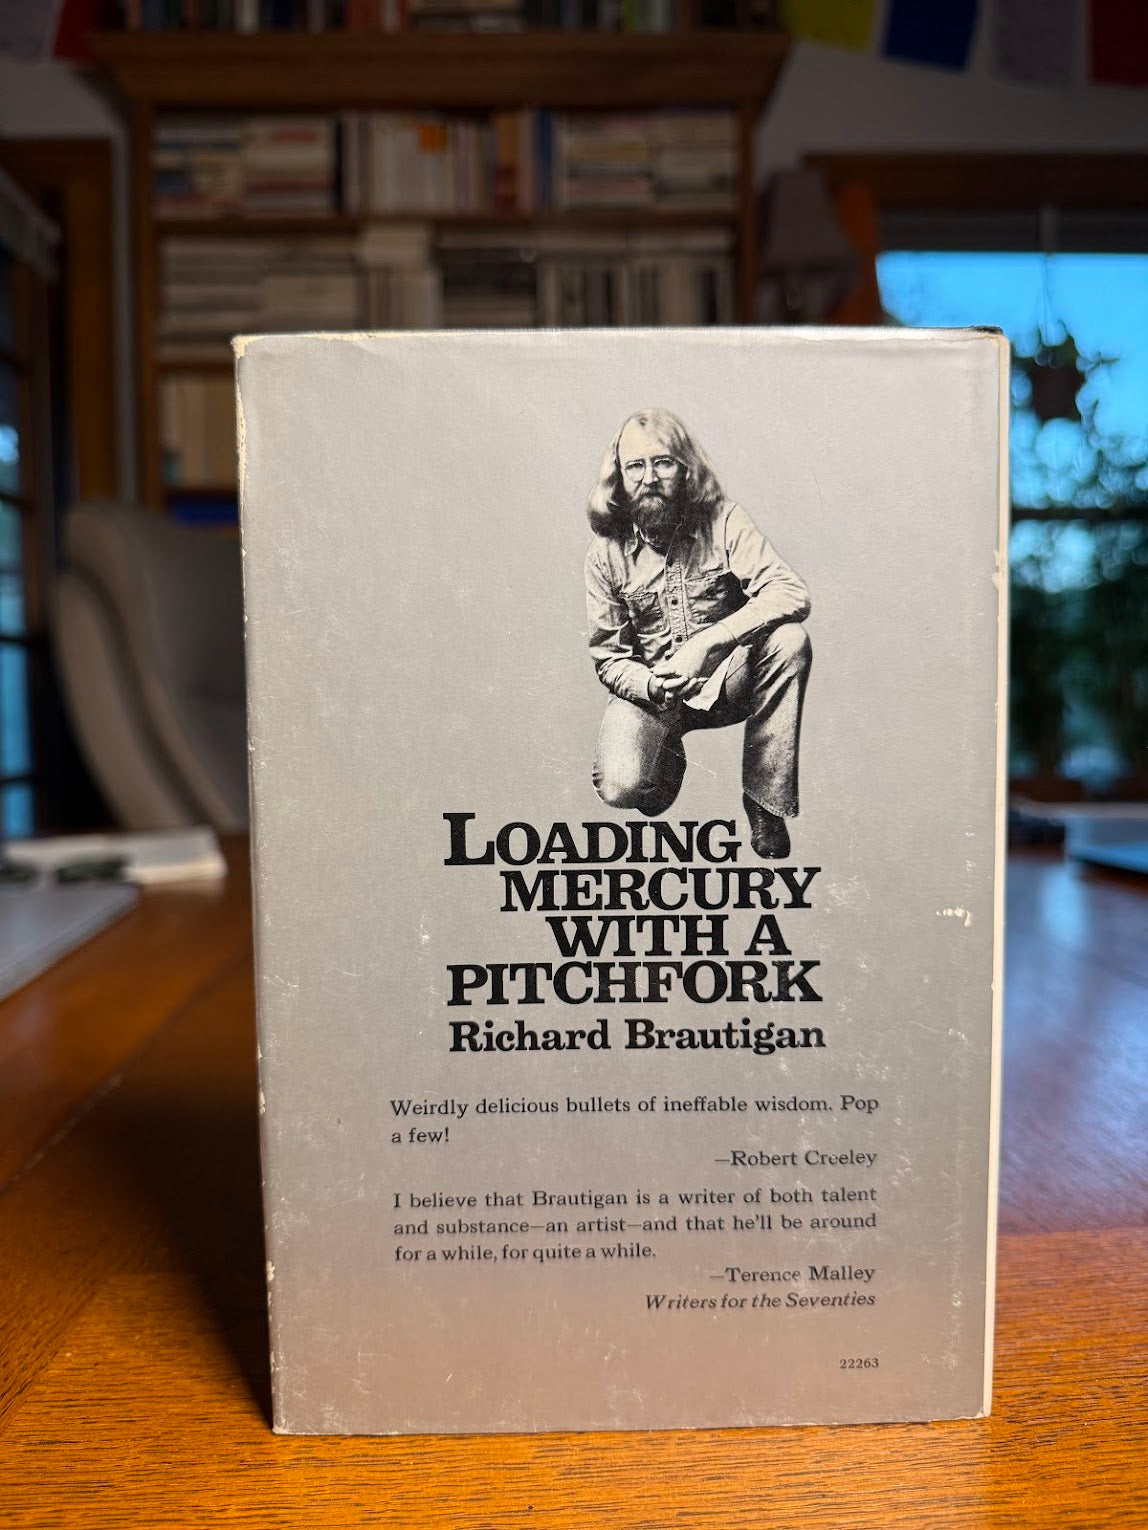 LOADING
MERCURY
WITH A
PITCHFORK
Richard Brautigan
Weirdly delicious bullets of ineffable wisdom. Pop
a few!
—Robert Creeley
I believe that Brautigan is a writer of both talent
and substance—an artist—and that he'll be around
for a while, for quite a while.
—Terence Malley
Writers for the Seventies
22263